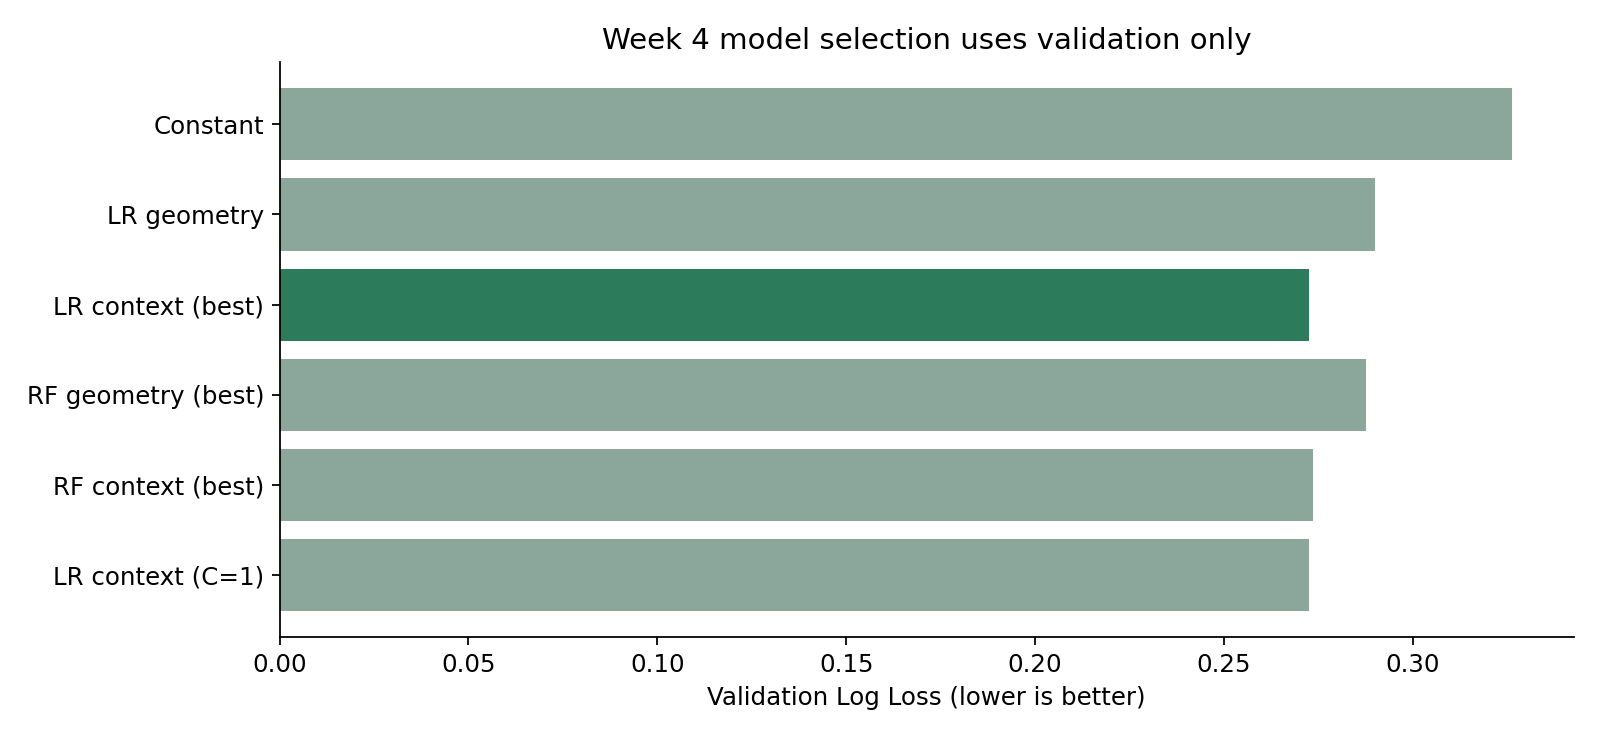 Week 4 model selection uses validation only
Constant
LR geometry
LR context (best)
RF geometry (best)
RF context (best)
LR context (C=1)
0.00 0.05 0.10 0.15 0.20 0.25 0.30
Validation Log Loss (lower is better)